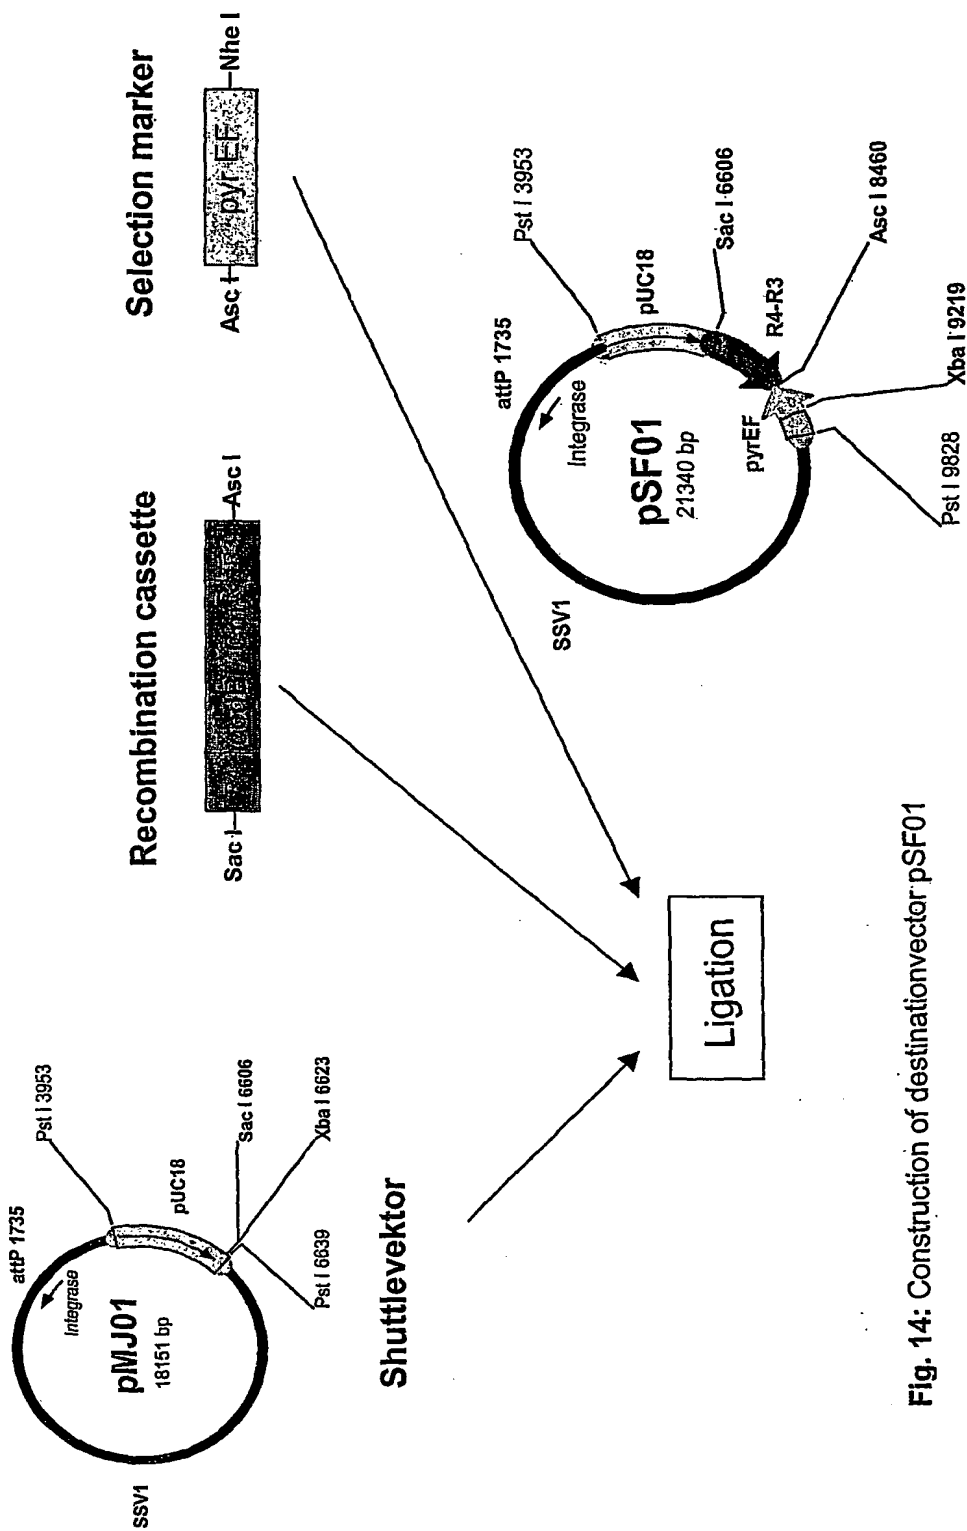 attP 1735
Pst I 3953
Integrase
pMJ01
18151 bp
pUC18
SSV1
Sac I 6606
Xba I 6623
Pst I 6639
Shuttlevektor
Recombination cassette
Sac I
Asc I
Selection marker
Asc I
pyr EF
Nhe I
Ligation
attP 1735
Pst I 3953
Integrase
pUC18
pSF01
21340 bp
SSV1
Sac I 6606
R4-R3
pyrEF
Asc I 8460
Xba I 9219
Pst I 9828
Fig. 14: Construction of destinationvector pSF01